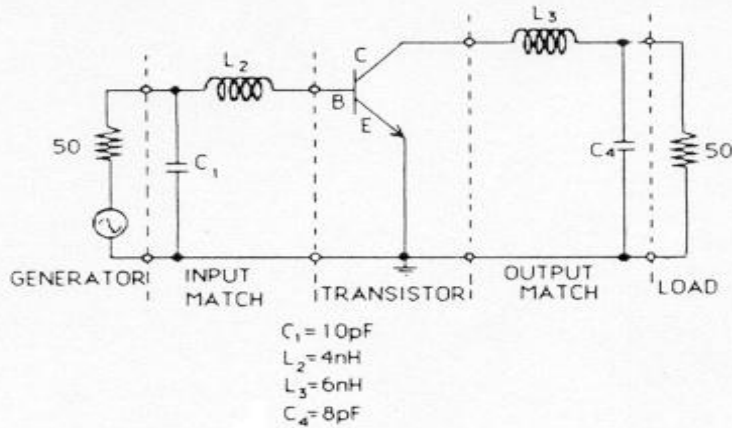 L₃
L₂
C
B
E
50
C₁
C₄
50
GENERATOR
INPUT
MATCH
TRANSISTOR
OUTPUT
MATCH
LOAD
C₁=10pF
L₂=4nH
L₃=6nH
C₄=8pF